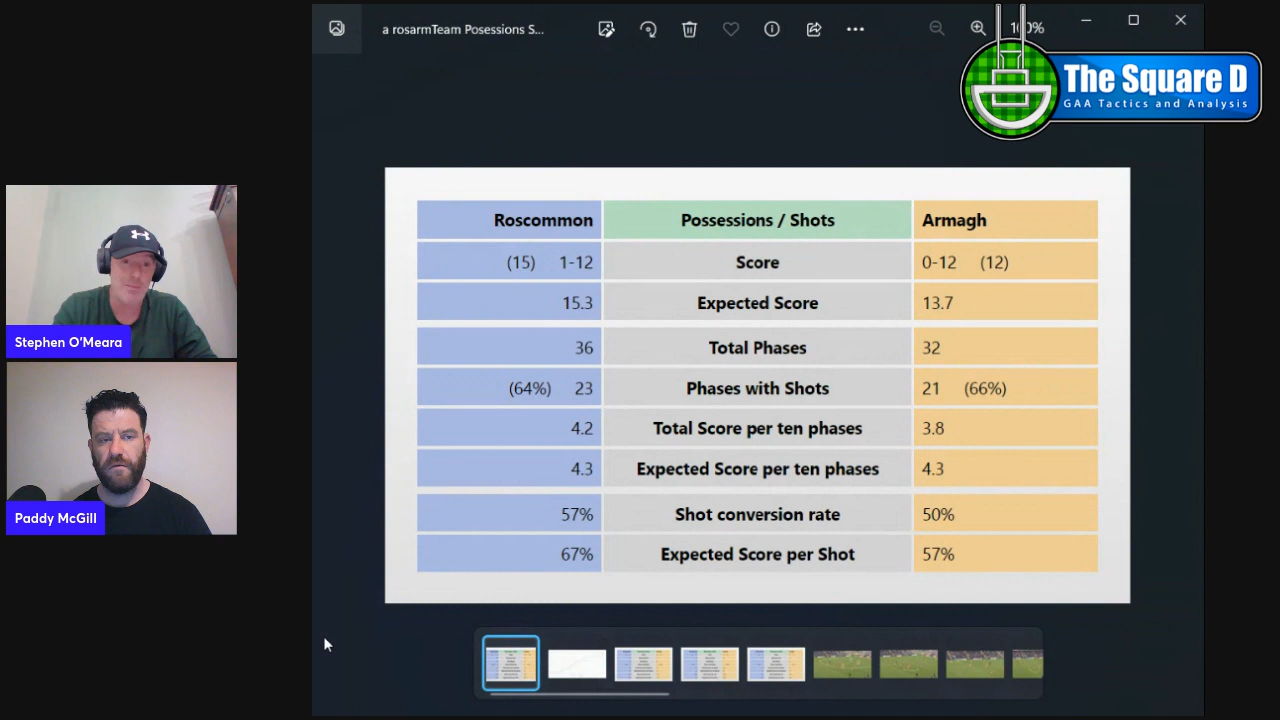 a rosarmTeam Posessions S...
The Square D
GAA Tactics and Analysis
Roscommon Possessions / Shots Armagh
(15) 1-12 Score 0-12 (12)
15.3 Expected Score 13.7
36 Total Phases 32
(64%) 23 Phases with Shots 21 (66%)
4.2 Total Score per ten phases 3.8
4.3 Expected Score per ten phases 4.3
57% Shot conversion rate 50%
67% Expected Score per Shot 57%
Stephen O'Meara
Paddy McGill